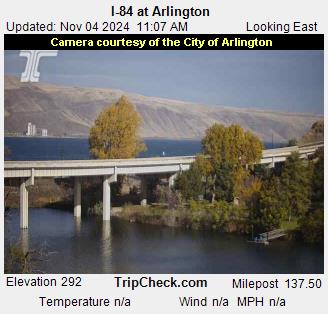 I-84 at Arlington
Updated: Nov 04 2024 11:07 AM Looking East
Camera courtesy of the City of Arlington
Elevation 292 TripCheck.com Milepost 137.50
Temperature n/a Wind n/a MPH n/a